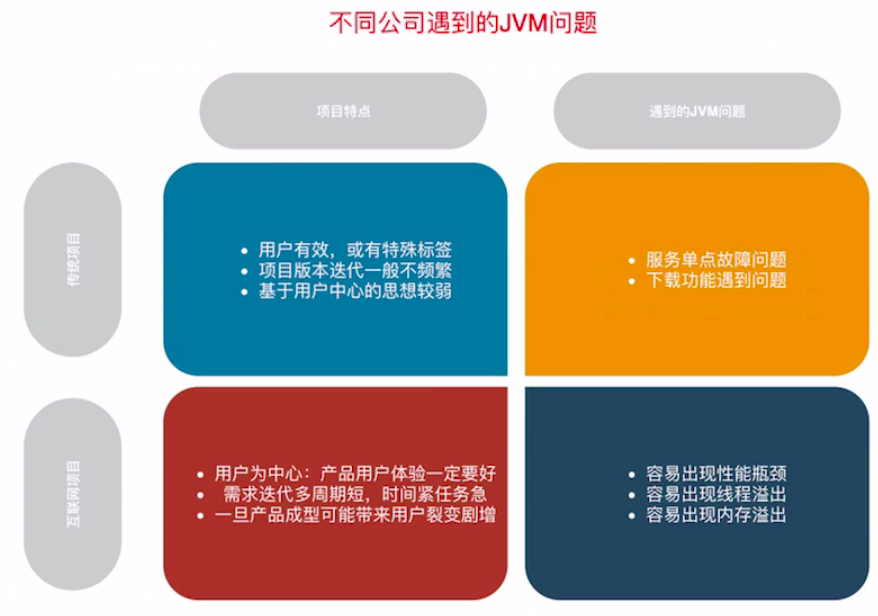 不同公司遇到的JVM问题
项目特点
遇到的JVM问题
传统项目
• 用户有效，或有特殊标签
• 项目版本迭代一般不频繁
• 基于用户中心的思想较弱
• 服务单点故障问题
• 下载功能遇到问题
互联网项目
• 用户为中心：产品用户体验一定要好
• 需求迭代多周期短，时间紧任务急
• 一旦产品成型可能带来用户裂变剧增
• 容易出现性能瓶颈
• 容易出现线程溢出
• 容易出现内存溢出